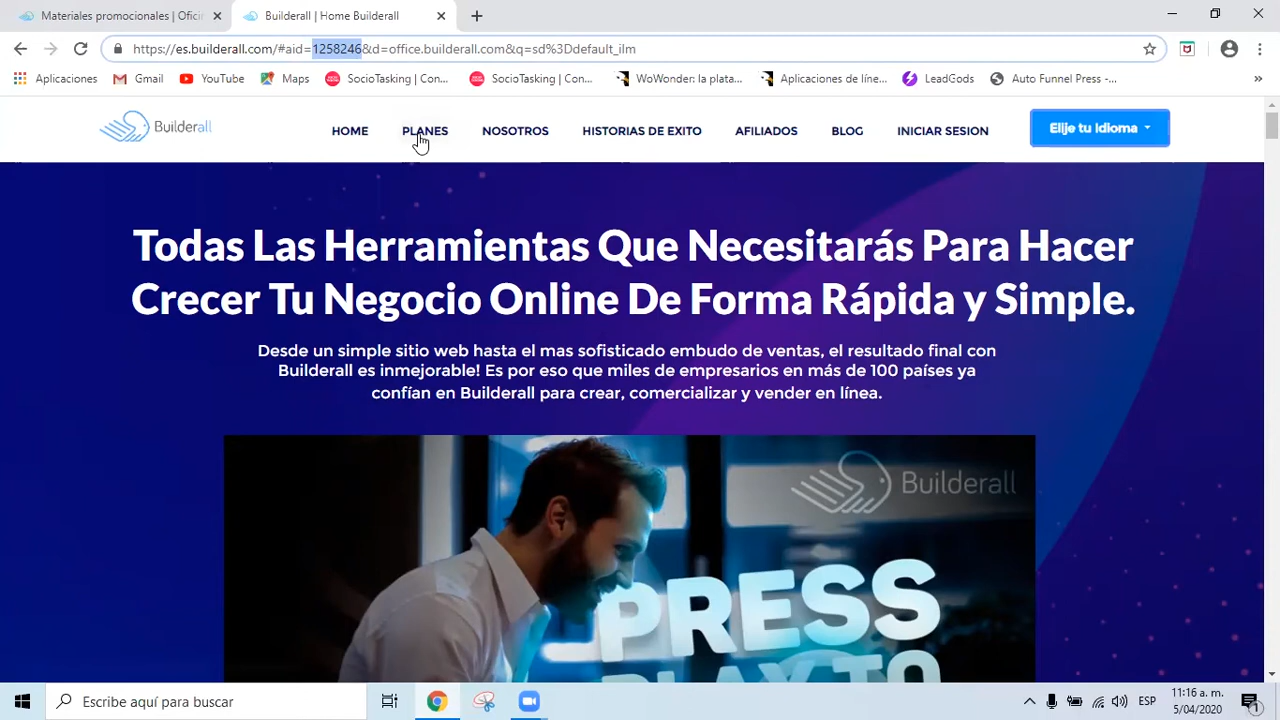 Materiales promocionales | Ofici
Builderall | Home Builderall
https://es.builderall.com/#aid=1258246&d=office.builderall.com&q=sd%3Ddefault_ilm
Aplicaciones
Gmail
YouTube
Maps
SocioTasking | Con...
SocioTasking | Con...
WoWonder: la plata...
Aplicaciones de líne...
LeadGods
Auto Funnel Press -...
»
Builderall
HOME
PLANES
NOSOTROS
HISTORIAS DE EXITO
AFILIADOS
BLOG
INICIAR SESION
Elije tu idioma
Todas Las Herramientas Que Necesitarás Para Hacer
Crecer Tu Negocio Online De Forma Rápida y Simple.
Desde un simple sitio web hasta el mas sofisticado embudo de ventas, el resultado final con
Builderall es inmejorable! Es por eso que miles de empresarios en más de 100 países ya
confían en Builderall para crear, comercializar y vender en línea.
Builderall
PRESS
PLAY TO
Escribe aquí para buscar
ESP
11:16 a. m.
5/04/2020
1